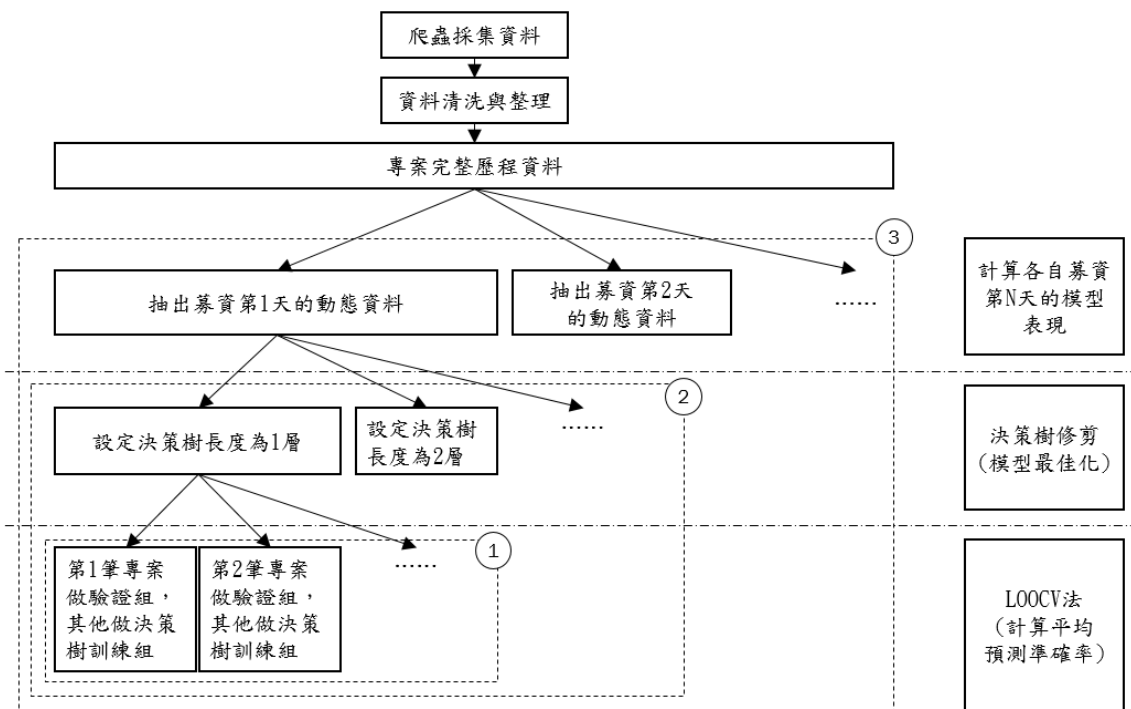 爬蟲採集資料
資料清洗與整理
專案完整歷程資料
3
抽出募資第1天的動態資料
抽出募資第2天
的動態資料
......
計算各自募資
第N天的模型
表現
2
設定決策樹長度為1層
設定決策樹
長度為2層
......
決策樹修剪
(模型最佳化)
1
第1筆專案
做驗證組，
其他做決策
樹訓練組
第2筆專案
做驗證組，
其他做決策
樹訓練組
......
LOOCV法
(計算平均
預測準確率)